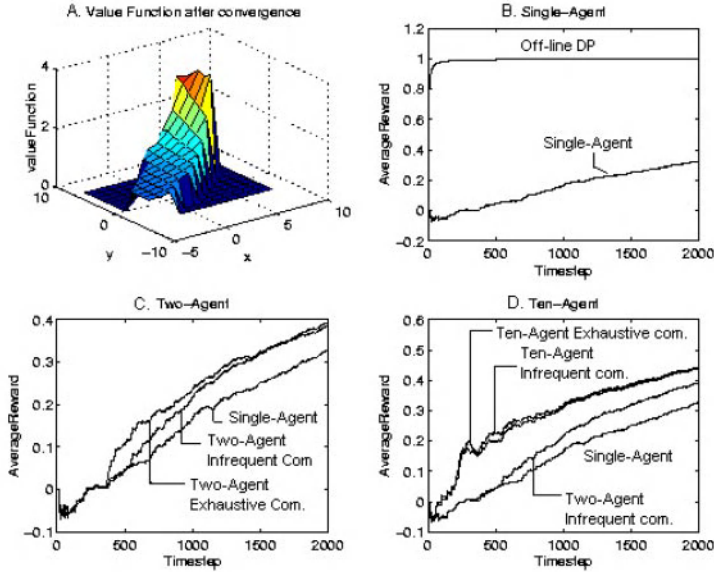 A. Value Function after convergence
valueFunction
4
2
0
10
0
-10
y
-5
0
5
10
x
B. Single-Agent
AverageReward
1.2
1
0.8
0.6
0.4
0.2
0
-0.2
Off-line DP
Single-Agent
0
500
1000
1500
2000
Timestep
C. Two-Agent
AverageReward
0.4
0.3
0.2
0.1
0
-0.1
Single-Agent
Two-Agent
Infrequent Com
Two-Agent
Exhaustive Com.
0
500
1000
1500
2000
Timestep
D. Ten-Agent
AverageReward
0.6
0.5
0.4
0.3
0.2
0.1
0
-0.1
Ten-Agent Exhaustive com.
Ten-Agent
Infrequent com.
Single-Agent
Two-Agent
Infrequent com.
0
500
1000
1500
2000
Timestep